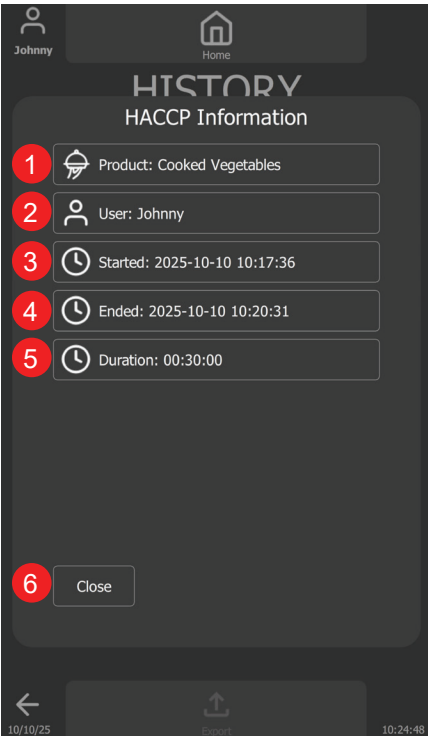 Johnny
Home
HISTORY
HACCP Information
1 Product: Cooked Vegetables
2 User: Johnny
3 Started: 2025-10-10 10:17:36
4 Ended: 2025-10-10 10:20:31
5 Duration: 00:30:00
6 Close
Export
10/10/25 10:24:48